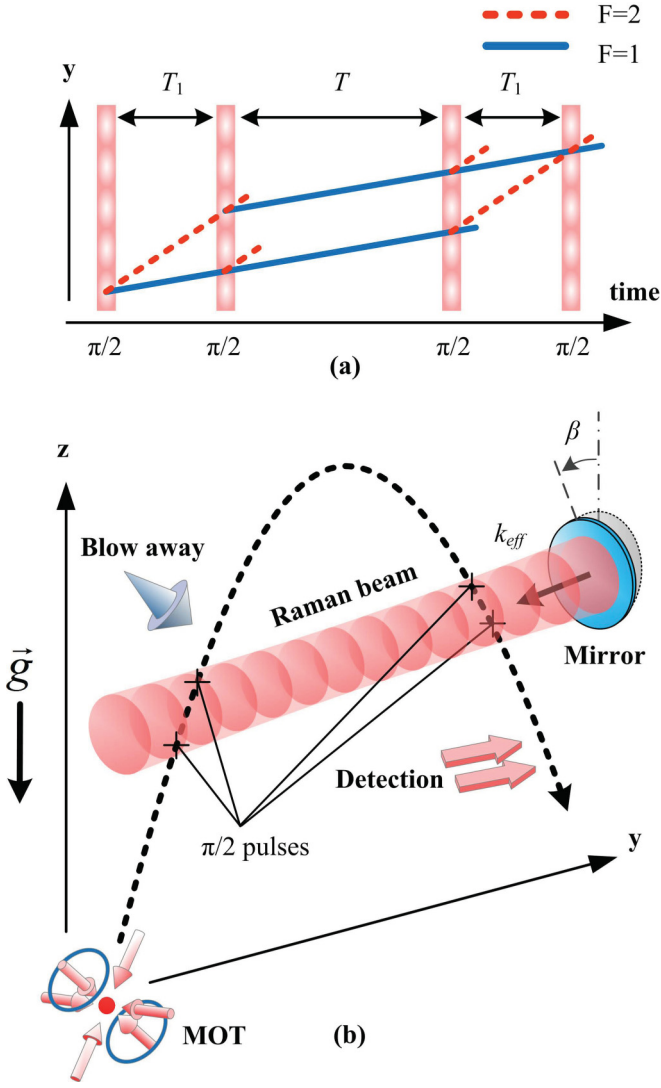 F=2
F=1
y
T1 T T1
time
π/2 π/2 π/2 π/2
(a)
z
β
Blow away
keff
Raman beam
Mirror
g
Detection
π/2 pulses
y
MOT
(b)